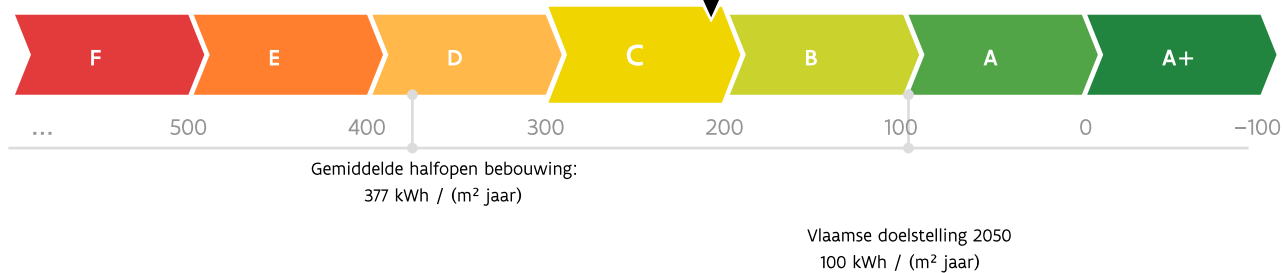 F E D C B A A+
... 500 400 300 200 100 0 −100
Gemiddelde halfopen bebouwing:
377 kWh / (m² jaar)
Vlaamse doelstelling 2050
100 kWh / (m² jaar)